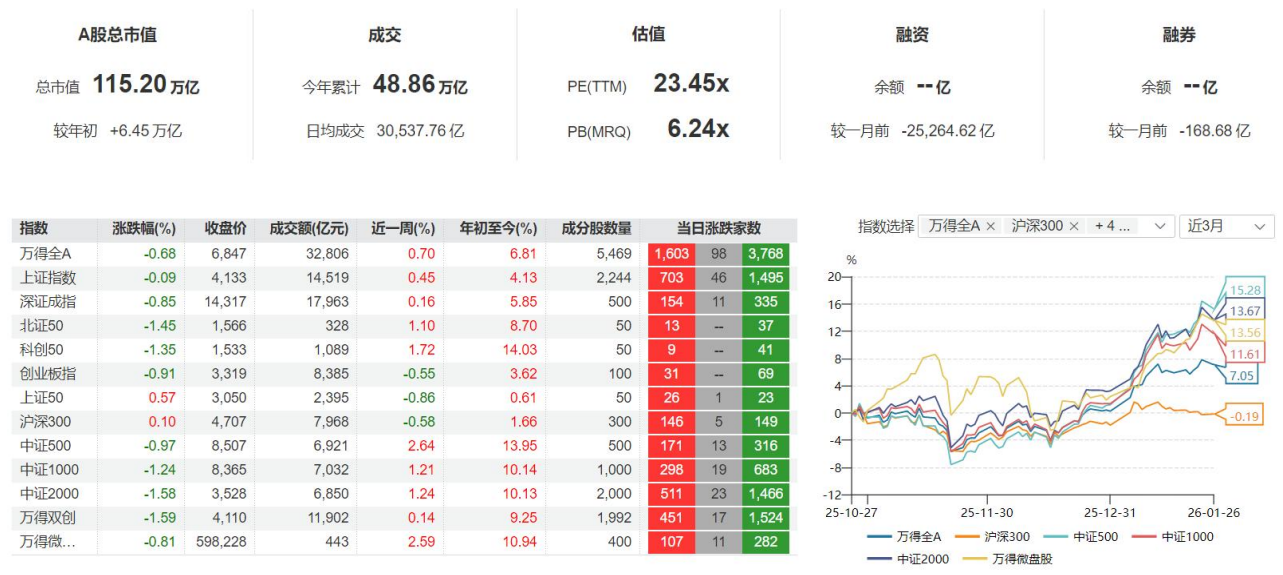 A股总市值 成交 估值 融资 融券
总市值 115.20 万亿 今年累计 48.86 万亿 PE(TTM) 23.45x 余额 --亿 余额 --亿
较年初 +6.45 万亿 日均成交 30,537.76 亿 PB(MRQ) 6.24x 较一月前 -25,264.62 亿 较一月前 -168.68 亿
指数 涨跌幅(%) 收盘价 成交额(亿元) 近一周(%) 年初至今(%) 成分股数量 当日涨跌家数
万得全A -0.68 6,847 32,806 0.70 6.81 5,469 1,603 98 3,768
上证指数 -0.09 4,133 14,519 0.45 4.13 2,244 703 46 1,495
深证成指 -0.85 14,317 17,963 0.16 5.85 500 154 11 335
北证50 -1.45 1,566 328 1.10 8.70 50 13 -- 37
科创50 -1.35 1,533 1,089 1.72 14.03 50 9 -- 41
创业板指 -0.91 3,319 8,385 -0.55 3.62 100 31 -- 69
上证50 0.57 3,050 2,395 -0.86 0.61 50 26 1 23
沪深300 0.10 4,707 7,968 -0.58 1.66 300 146 5 149
中证500 -0.97 8,507 6,921 2.64 13.95 500 171 13 316
中证1000 -1.24 8,365 7,032 1.21 10.14 1,000 298 19 683
中证2000 -1.58 3,528 6,850 1.24 10.13 2,000 511 23 1,466
万得双创 -1.59 4,110 11,902 0.14 9.25 1,992 451 17 1,524
万得微... -0.81 598,228 443 2.59 10.94 400 107 11 282
指数选择 万得全A × 沪深300 × + 4 ... 近3月
%
20
16
12
8
4
0
-4
-8
-12
15.28
13.67
13.56
11.61
7.05
-0.19
25-10-27 25-11-30 25-12-31 26-01-26
万得全A 沪深300 中证500 中证1000
中证2000 万得微盘股